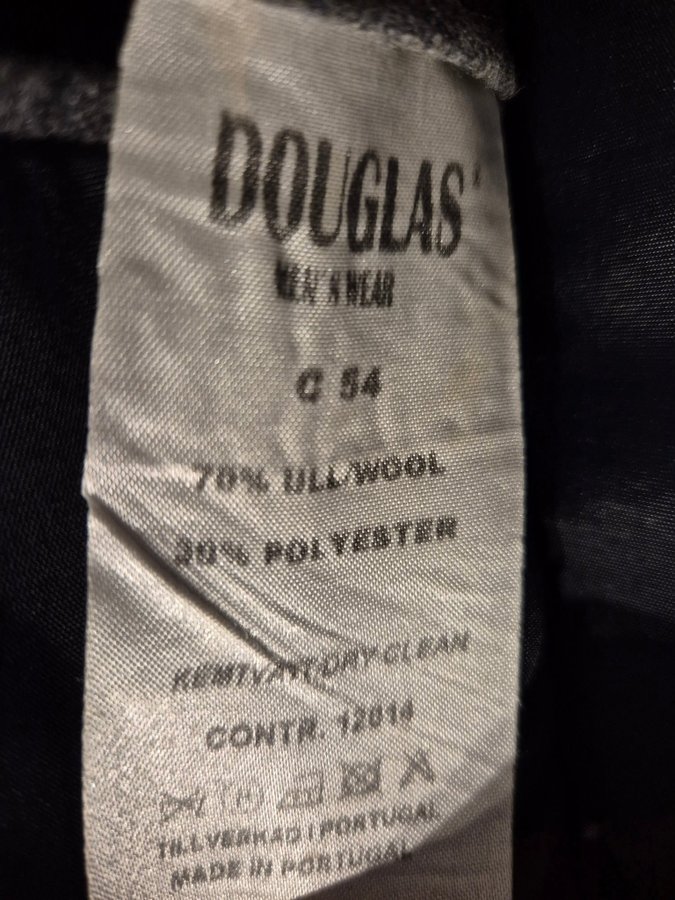 DOUGLAS
MEN'S WEAR
C 54
70% ULL/WOOL
30% POLYESTER
KEMTVÄTT-DRY CLEAN
CONTR. 12014
TILLVERKAD I PORTUGAL
MADE IN PORTUGAL